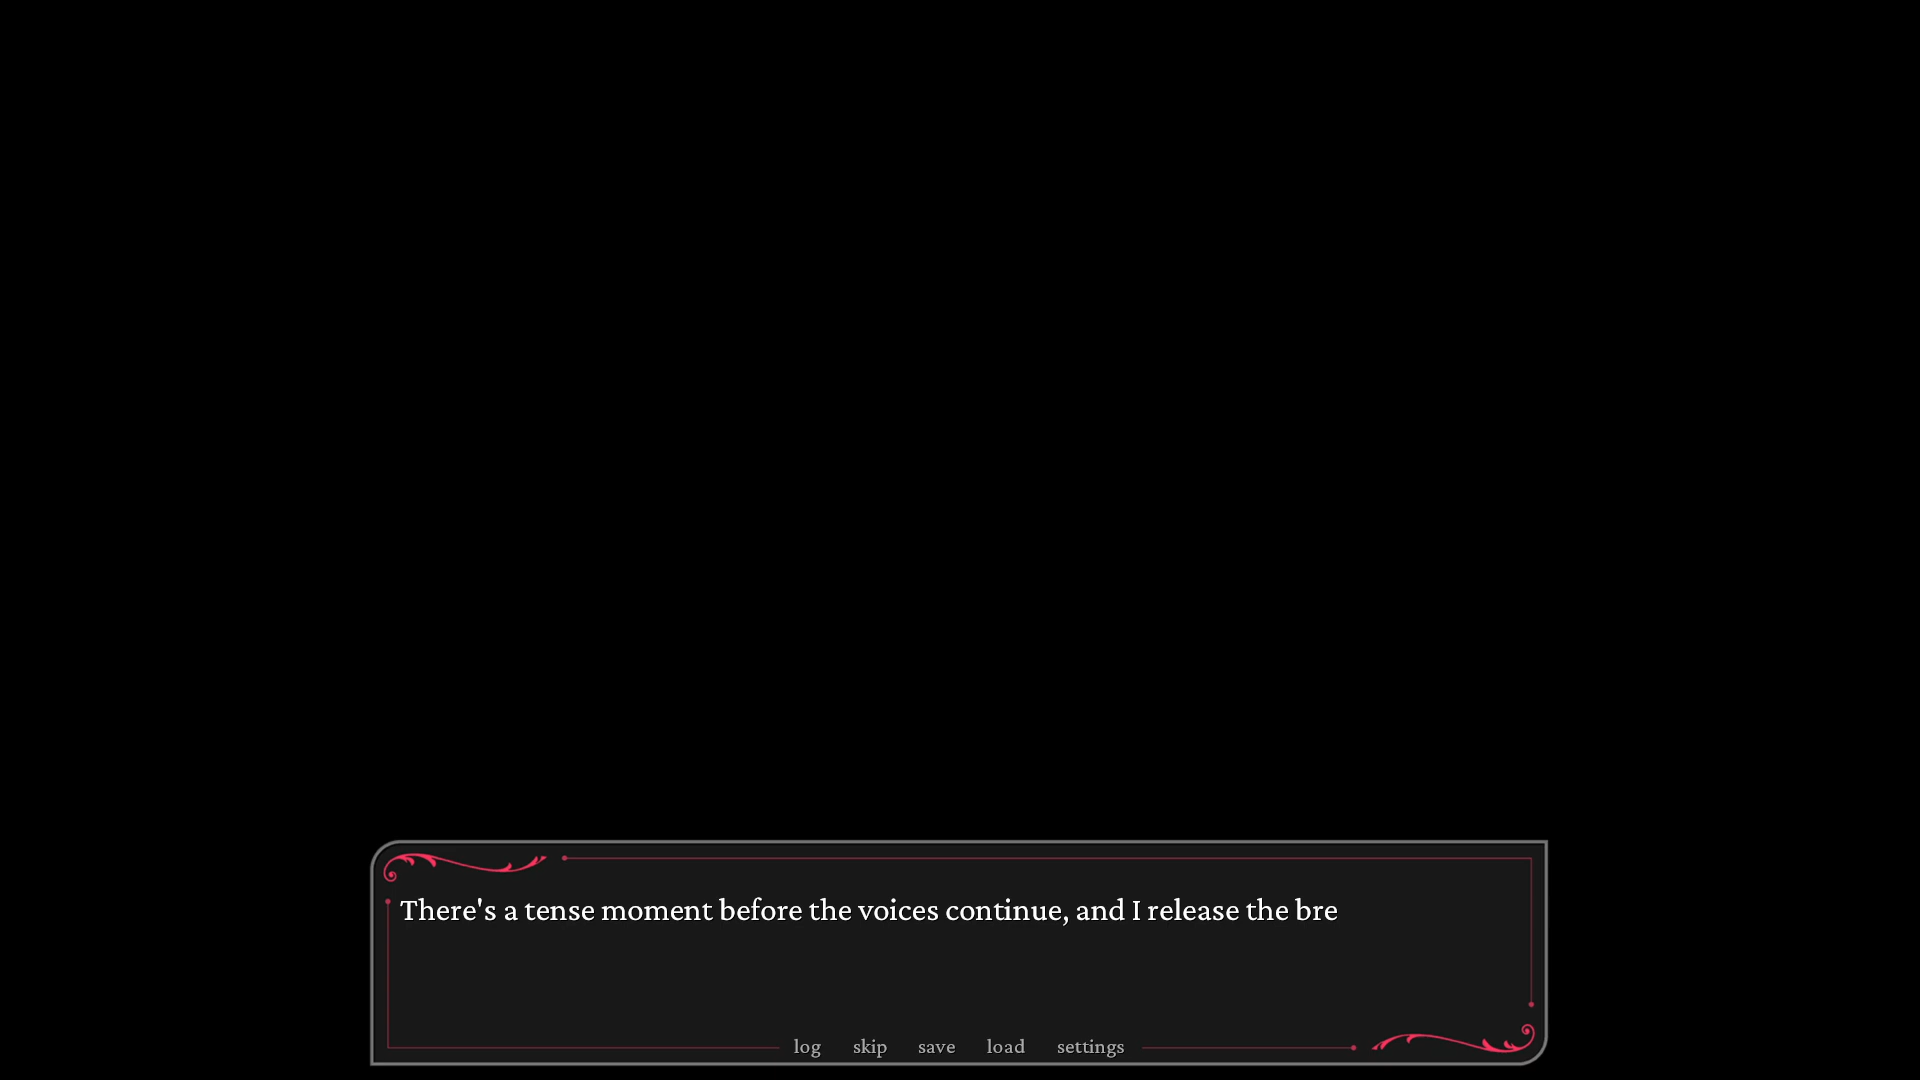 There's a tense moment before the voices continue, and I release the bre
log skip save load settings